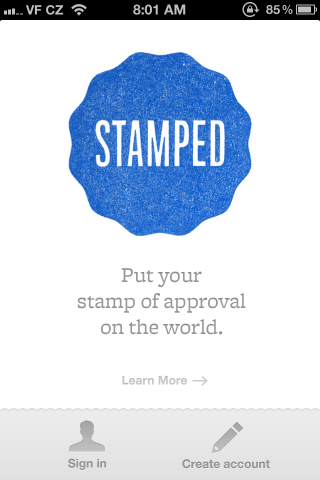 VF CZ 8:01 AM 85%
STAMPED
Put your
stamp of approval
on the world.
Learn More →
Sign in Create account